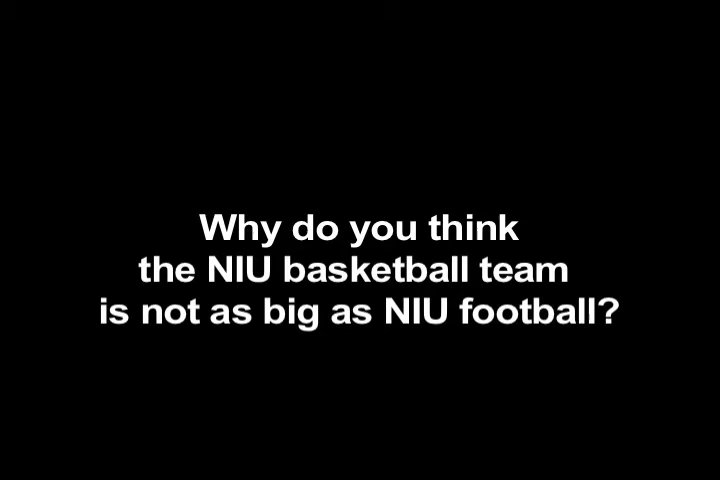 Why do you think
the NIU basketball team
is not as big as NIU football?